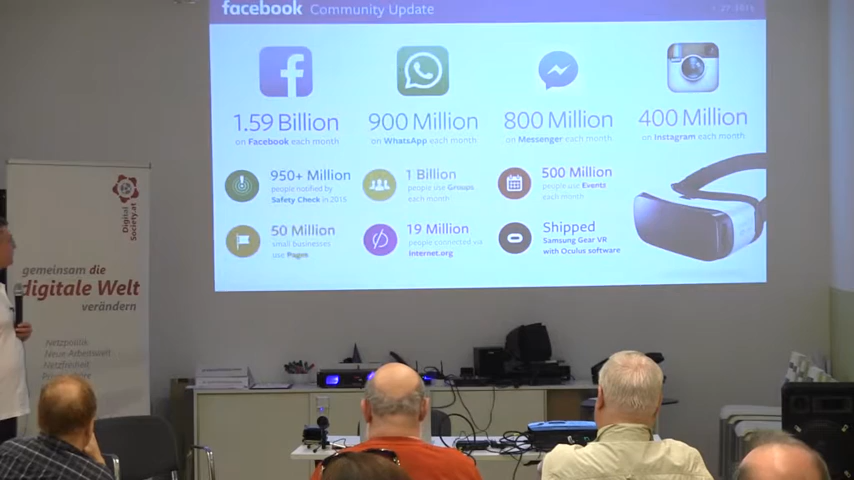 facebook Community Update
1.59 Billion
on Facebook each month
900 Million
on WhatsApp each month
800 Million
on Messenger each month
400 Million
on Instagram each month
950+ Million
people notified by
Safety Check in 2015
1 Billion
people use Groups
each month
500 Million
people use Events
each month
50 Million
small businesses
use Pages
19 Million
people connected via
Internet.org
Shipped
Samsung Gear VR
with Oculus software
Digital
Society.at
gemeinsam die
digitale Welt
verändern
Netzpolitik
Neue Arbeitswelt
Netzfreiheit